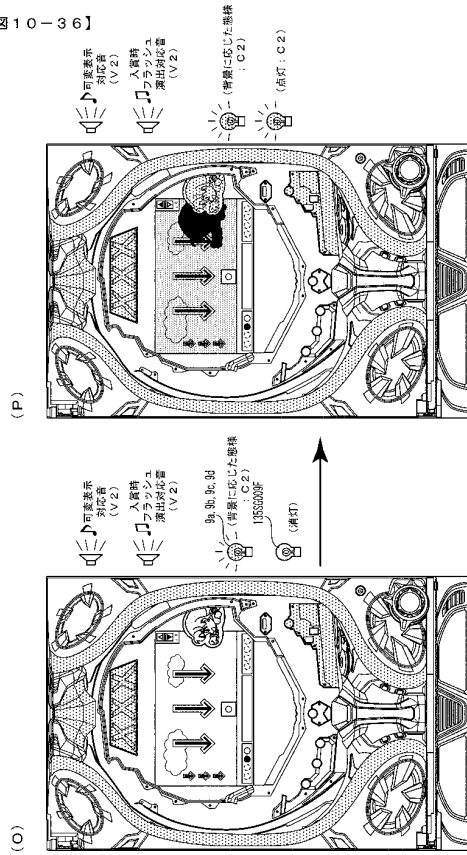 【図10-36】
(O)
♪可変表示
対応音
(V2)
入賞時
♫フラッシュ
演出対応音
(V2)
9a,9b,9c,9d
(背景に応じた態様
:C2)
135SG009F
(消灯)
(P)
♪可変表示
対応音
(V2)
入賞時
♫フラッシュ
演出対応音
(V2)
(背景に応じた態様
:C2)
(点灯:C2)